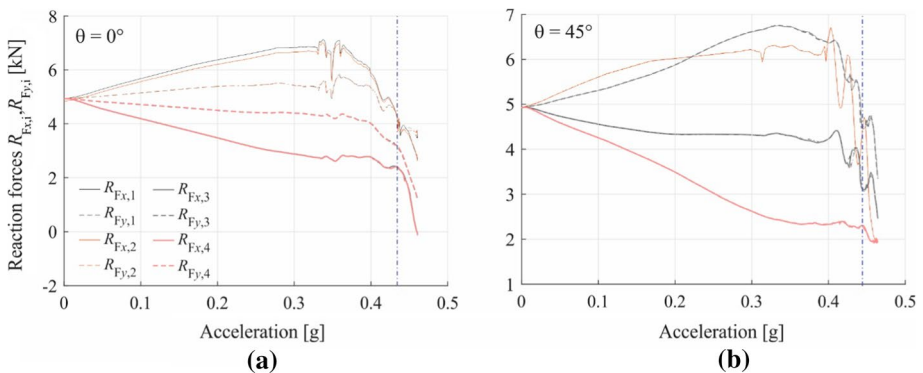 θ = 0°
Reaction forces R_Fx,i, R_Fy,i [kN]
8
6
4
2
0
-2
R_Fx,1
R_Fy,1
R_Fx,2
R_Fy,2
R_Fx,3
R_Fy,3
R_Fx,4
R_Fy,4
0 0.1 0.2 0.3 0.4 0.5
Acceleration [g]
(a)
θ = 45°
7
6
5
4
3
2
1
0 0.1 0.2 0.3 0.4 0.5
Acceleration [g]
(b)